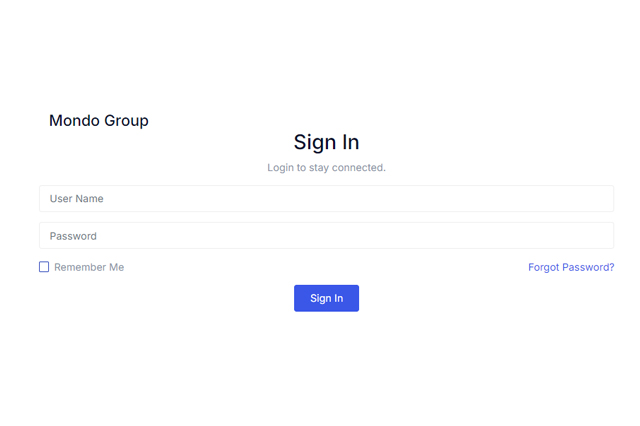 Mondo Group
Sign In
Login to stay connected.
User Name
Password
Remember Me
Forgot Password?
Sign In